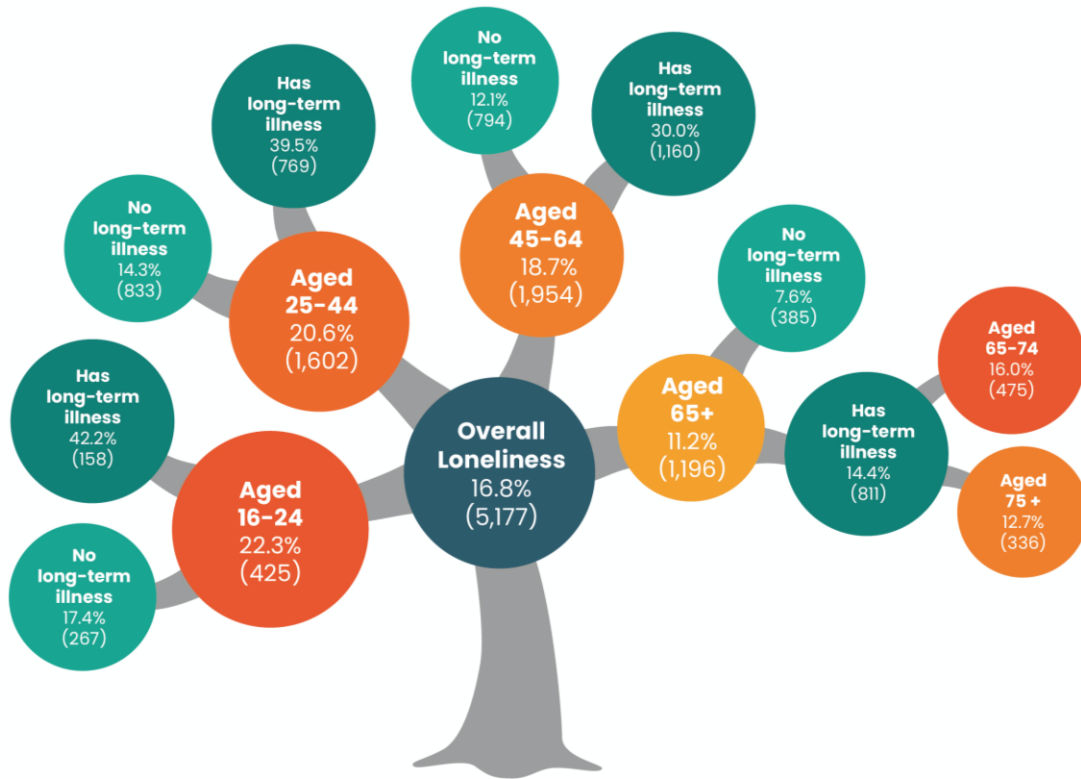 No
long-term
illness
12.1%
(794)
Has
long-term
illness
30.0%
(1,160)
Has
long-term
illness
39.5%
(769)
No
long-term
illness
14.3%
(833)
Aged
45-64
18.7%
(1,954)
Aged
25-44
20.6%
(1,602)
No
long-term
illness
7.6%
(385)
Aged
65-74
16.0%
(475)
Aged
65+
11.2%
(1,196)
Has
long-term
illness
14.4%
(811)
Aged
75 +
12.7%
(336)
Overall
Loneliness
16.8%
(5,177)
Has
long-term
illness
42.2%
(158)
Aged
16-24
22.3%
(425)
No
long-term
illness
17.4%
(267)